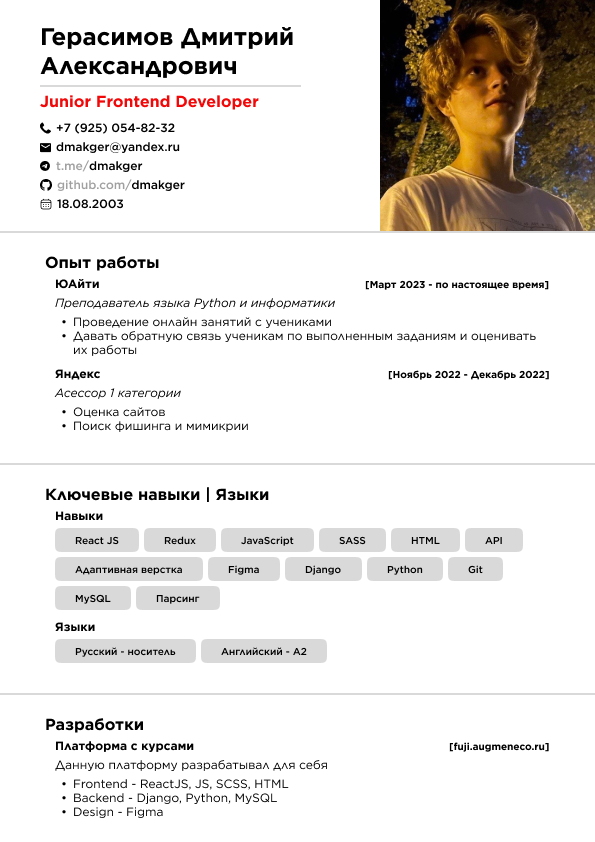 Герасимов Дмитрий
Александрович
Junior Frontend Developer
+7 (925) 054-82-32
dmakger@yandex.ru
t.me/dmakger
github.com/dmakger
18.08.2003
Опыт работы
ЮАйти [Март 2023 - по настоящее время]
Преподаватель языка Python и информатики
• Проведение онлайн занятий с учениками
• Давать обратную связь ученикам по выполненным заданиям и оценивать
их работы
Яндекс [Ноябрь 2022 - Декабрь 2022]
Асессор 1 категории
• Оценка сайтов
• Поиск фишинга и мимикрии
Ключевые навыки | Языки
Навыки
React JS Redux JavaScript SASS HTML API
Адаптивная верстка Figma Django Python Git
MySQL Парсинг
Языки
Русский - носитель Английский - A2
Разработки
Платформа с курсами [fuji.augmeneco.ru]
Данную платформу разрабатывал для себя
• Frontend - ReactJS, JS, SCSS, HTML
• Backend - Django, Python, MySQL
• Design - Figma